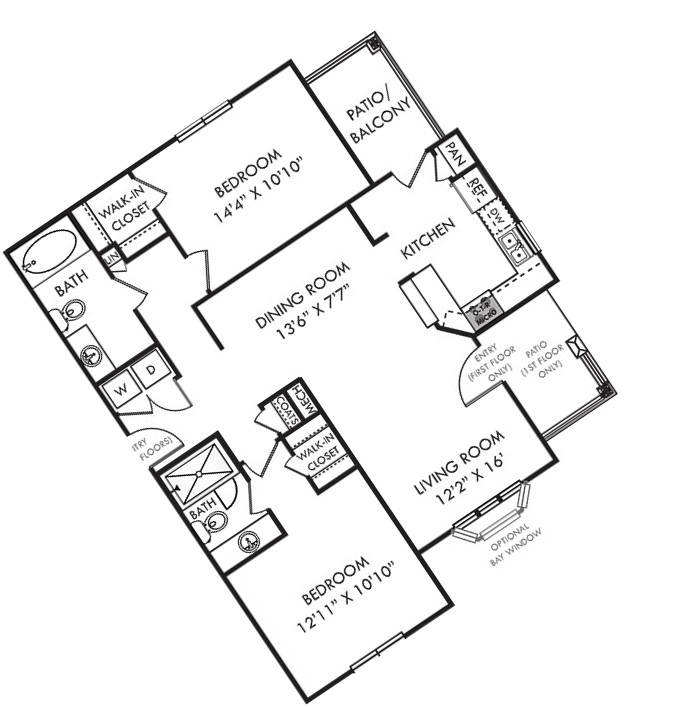 PATIO/
BALCONY
PAN
REF
DW
BEDROOM
14'4" X 10'10"
WALK-IN
CLOSET
LIN
BATH
KITCHEN
DINING ROOM
13'6" X 7'7"
O-T-R
MICRO
ENTRY
(FIRST FLOOR
ONLY)
PATIO
(1ST FLOOR
ONLY)
W
D
ITRY
FLOORS)
COATS
MECH
WALK-IN
CLOSET
LIVING ROOM
12'2" X 16'
BATH
OPTIONAL
BAY WINDOW
BEDROOM
12'11" X 10'10"